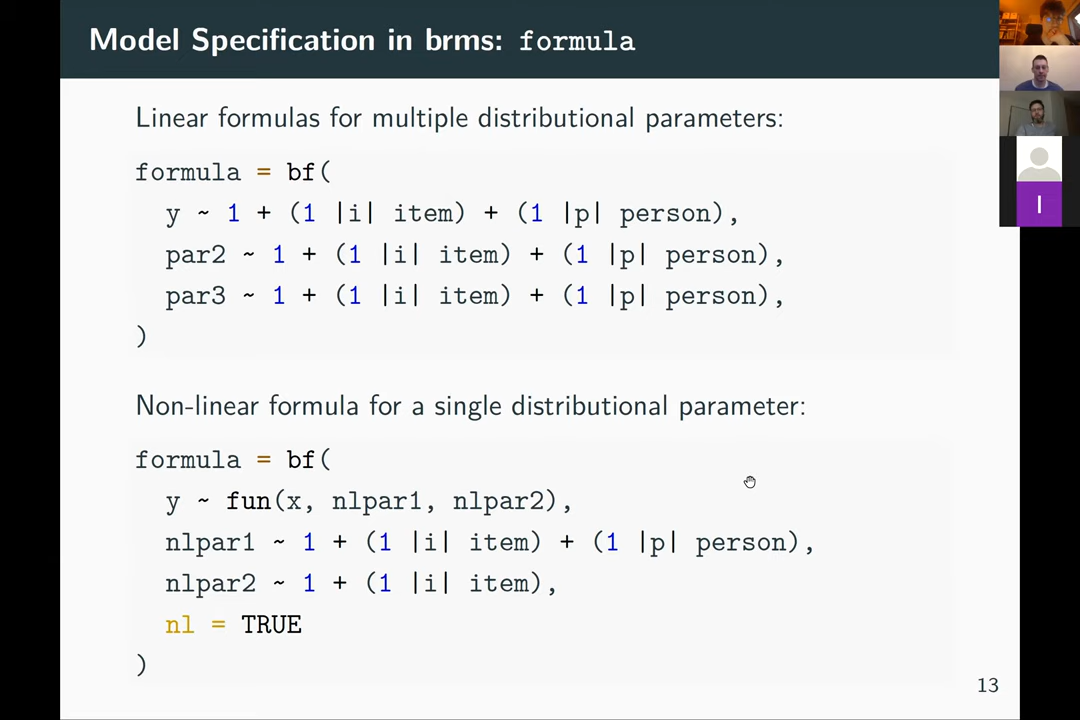 Model Specification in brms: formula
Linear formulas for multiple distributional parameters:
formula = bf(
y ~ 1 + (1 |i| item) + (1 |p| person),
par2 ~ 1 + (1 |i| item) + (1 |p| person),
par3 ~ 1 + (1 |i| item) + (1 |p| person),
)
Non-linear formula for a single distributional parameter:
formula = bf(
y ~ fun(x, nlpar1, nlpar2),
nlpar1 ~ 1 + (1 |i| item) + (1 |p| person),
nlpar2 ~ 1 + (1 |i| item),
nl = TRUE
)
13
I